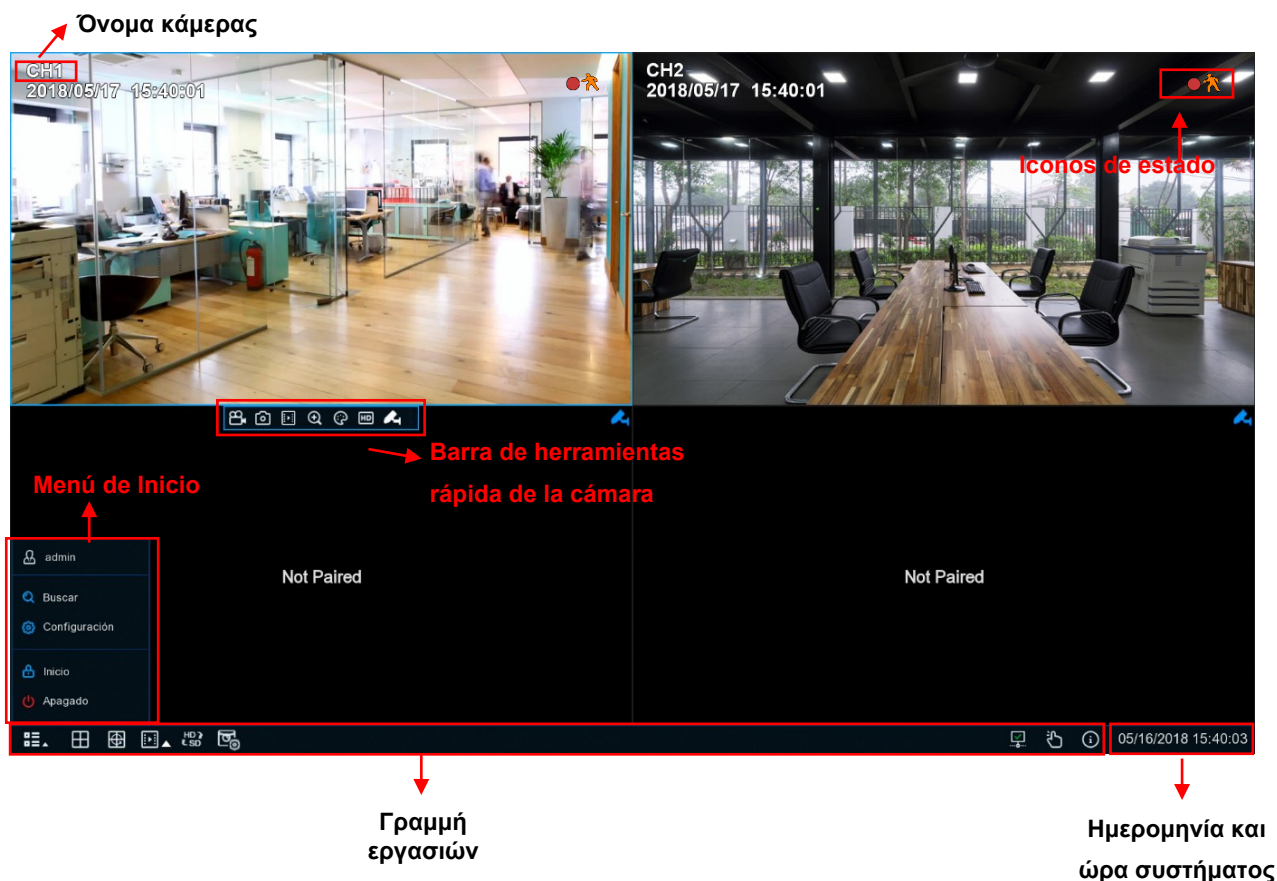 Όνομα κάμερας
CH1
2018/05/17 15:40:01
CH2
2018/05/17 15:40:01
Iconos de estado
HD
Barra de herramientas
rápida de la cámara
Menú de Inicio
admin
Buscar
Configuración
Inicio
Apagado
Not Paired
Not Paired
HD
SD
05/16/2018 15:40:03
Γραμμή
εργασιών
Ημερομηνία και
ώρα συστήματος